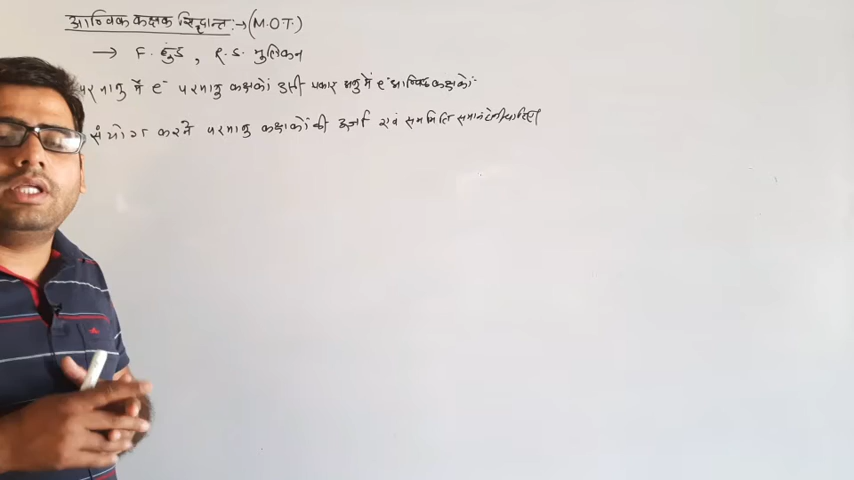 आण्विक कक्षक सिद्धान्त :→ (M.O.T.)
→ F. हुंड , R.S. मुलिकन
परमाणु में e⁻ परमाणु कक्षकों उसी प्रकार अणु में e⁻ आण्विक कक्षकों
संयोग करने परमाणु कक्षकों की ऊर्जा एवं सममिति समान होनी चाहिए